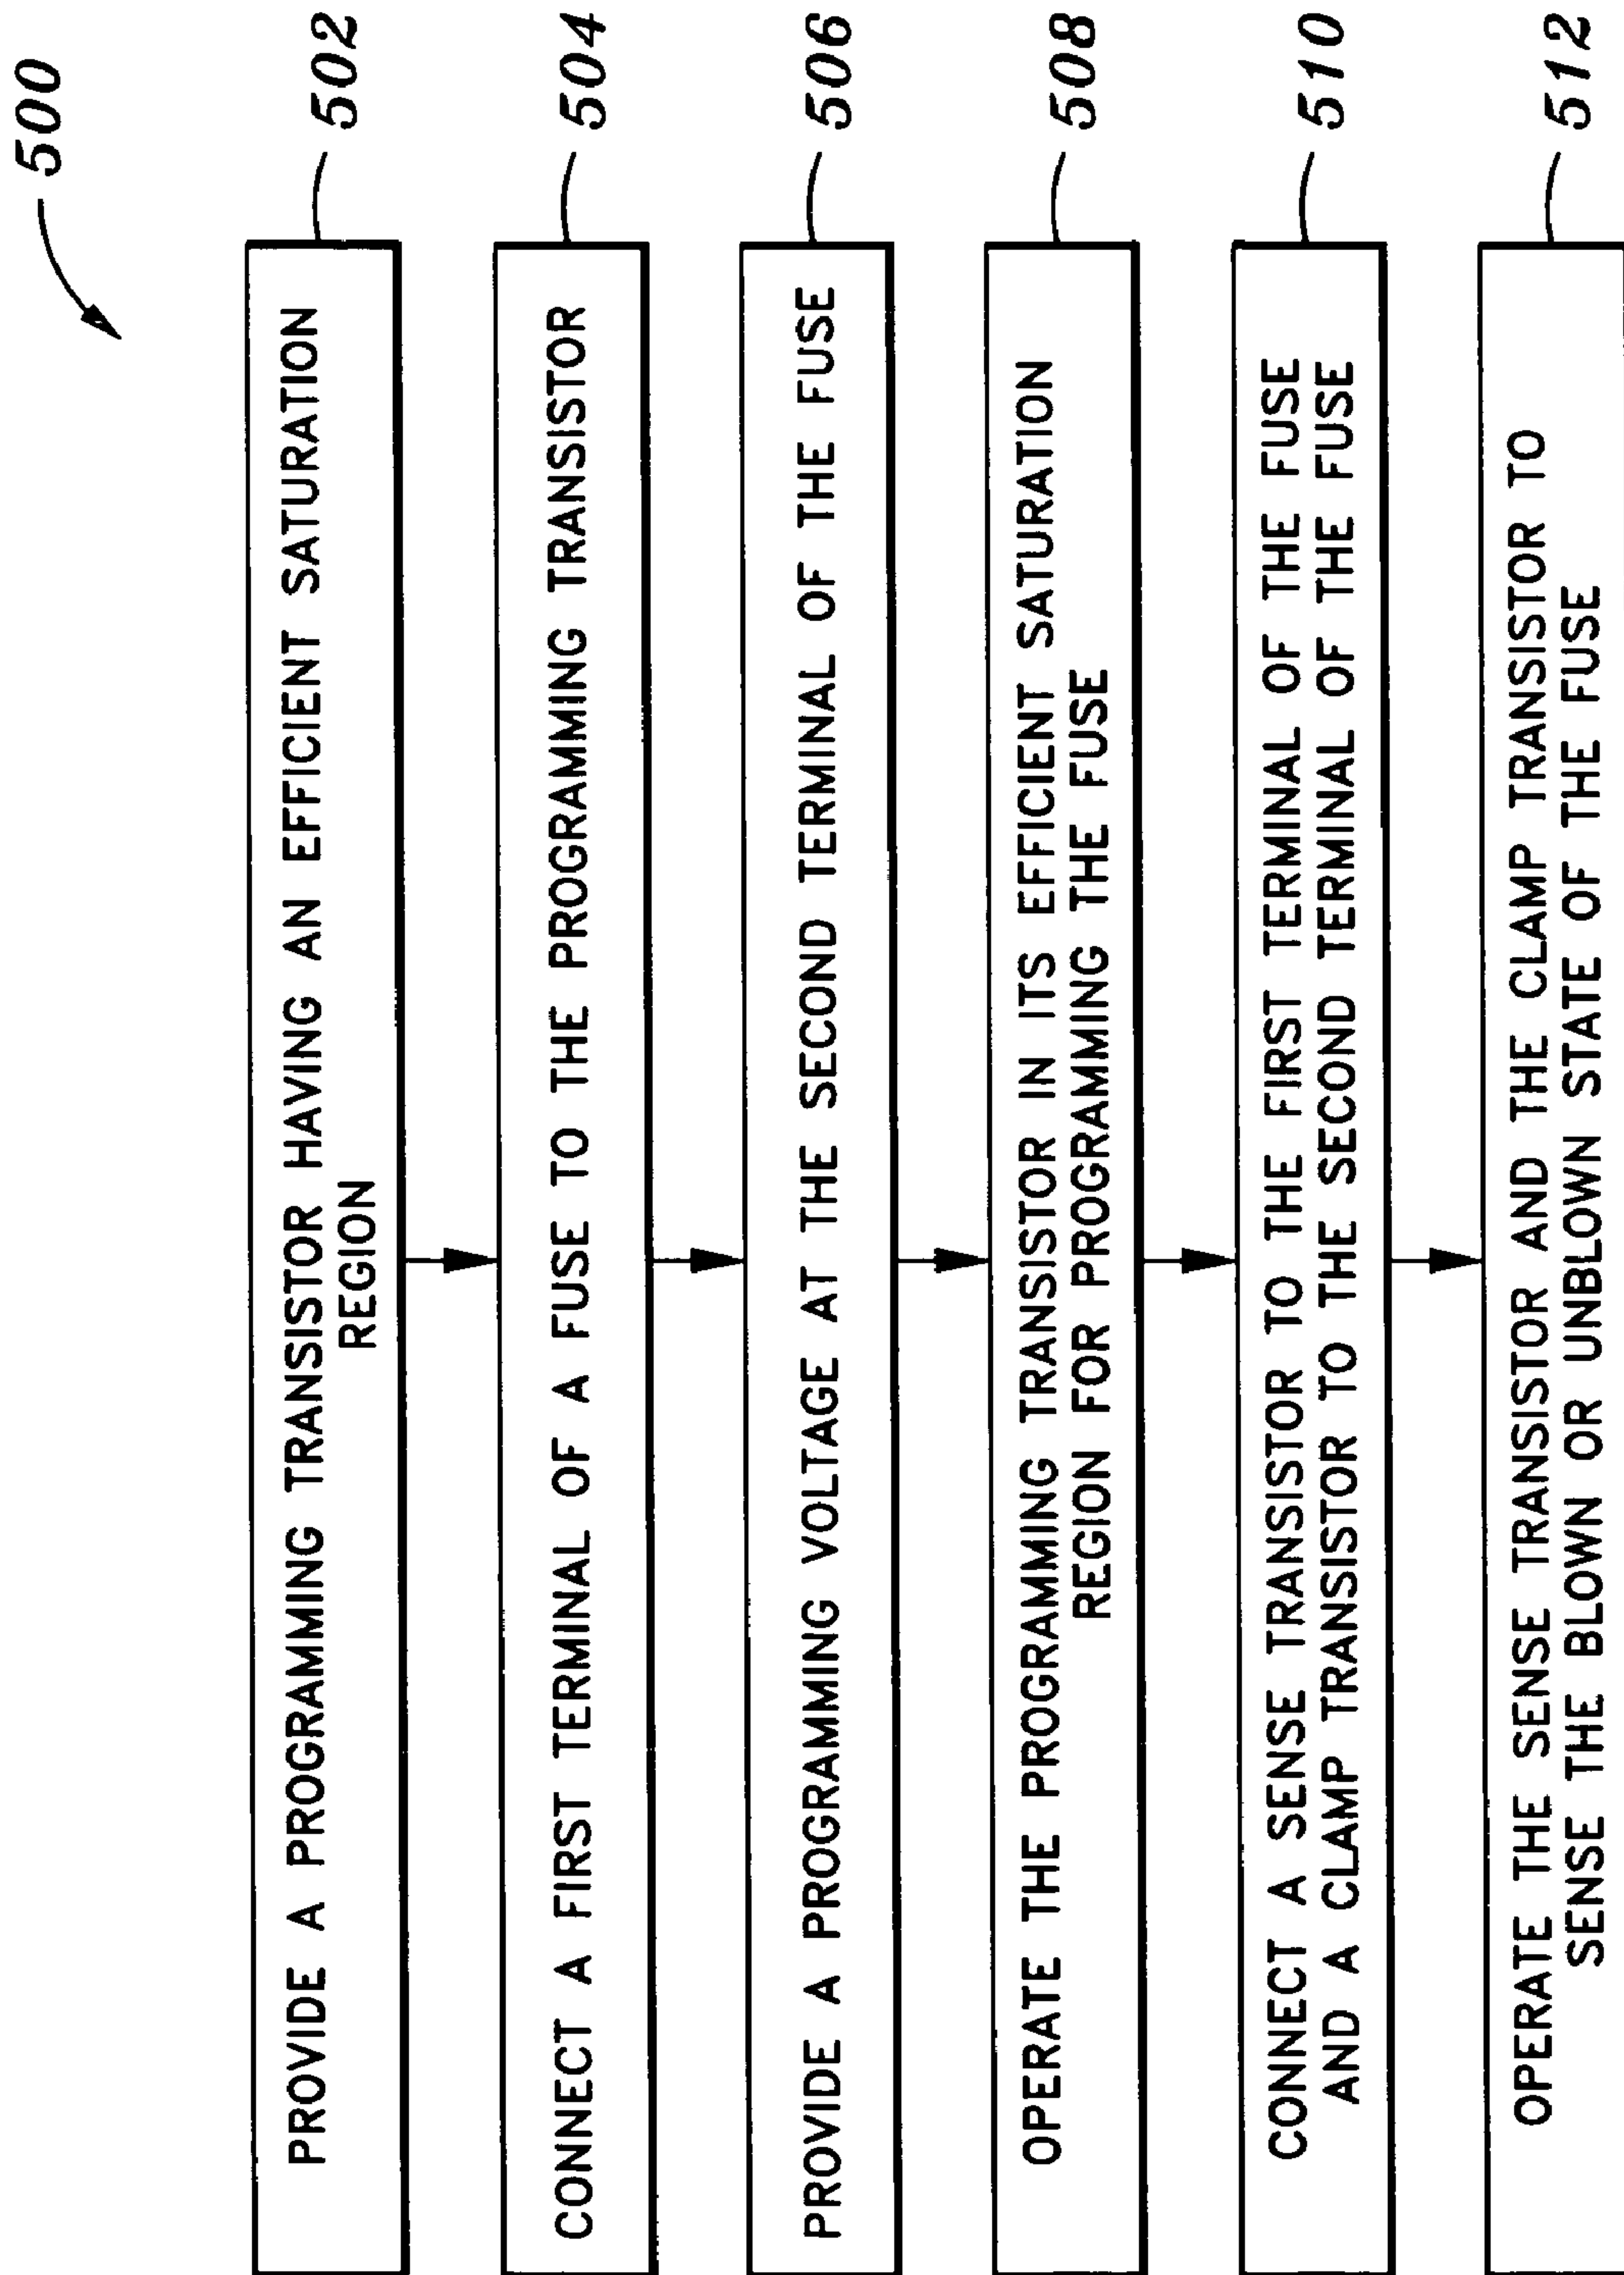 500
PROVIDE A PROGRAMMING TRANSISTOR HAVING AN EFFICIENT SATURATION
REGION
502
CONNECT A FIRST TERMINAL OF A FUSE TO THE PROGRAMMING TRANSISTOR
504
PROVIDE A PROGRAMMING VOLTAGE AT THE SECOND TERMINAL OF THE FUSE
506
OPERATE THE PROGRAMMING TRANSISTOR IN ITS EFFICIENT SATURATION
REGION FOR PROGRAMMING THE FUSE
508
CONNECT A SENSE TRANSISTOR TO THE FIRST TERMINAL OF THE FUSE
AND A CLAMP TRANSISTOR TO THE SECOND TERMINAL OF THE FUSE
510
OPERATE THE SENSE TRANSISTOR AND THE CLAMP TRANSISTOR TO
SENSE THE BLOWN OR UNBLOWN STATE OF THE FUSE
512